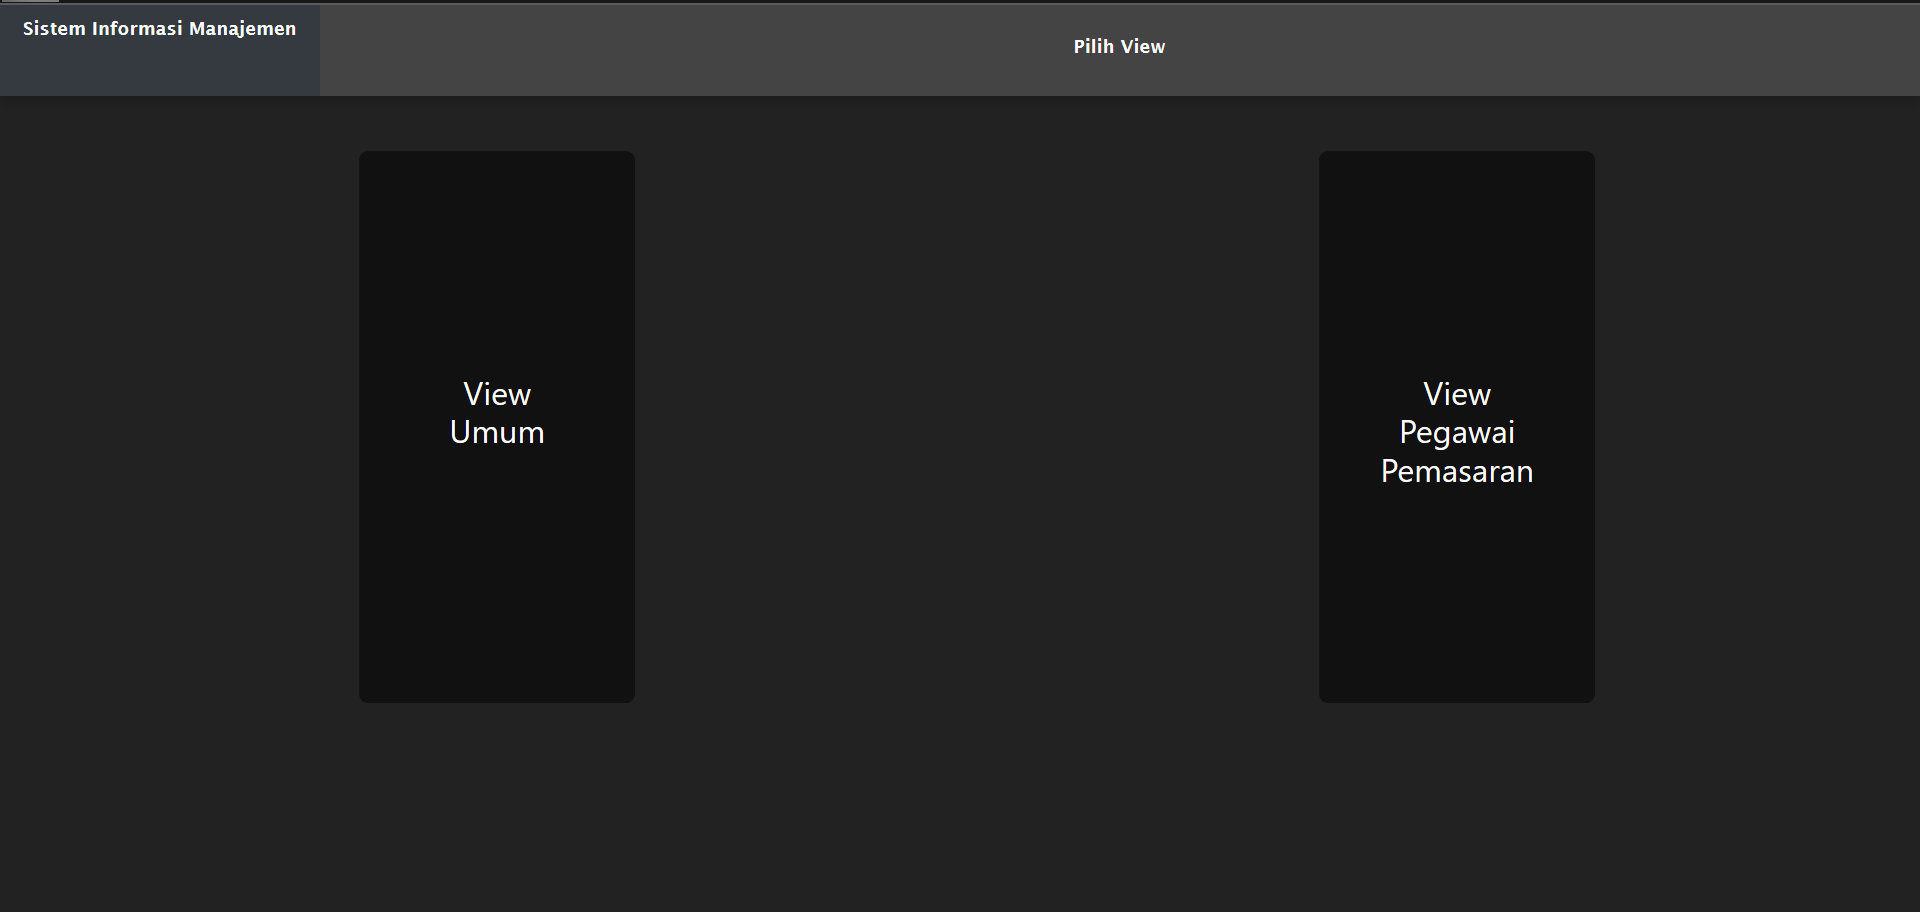 Sistem Informasi Manajemen
Pilih View
View
Umum
View
Pegawai
Pemasaran